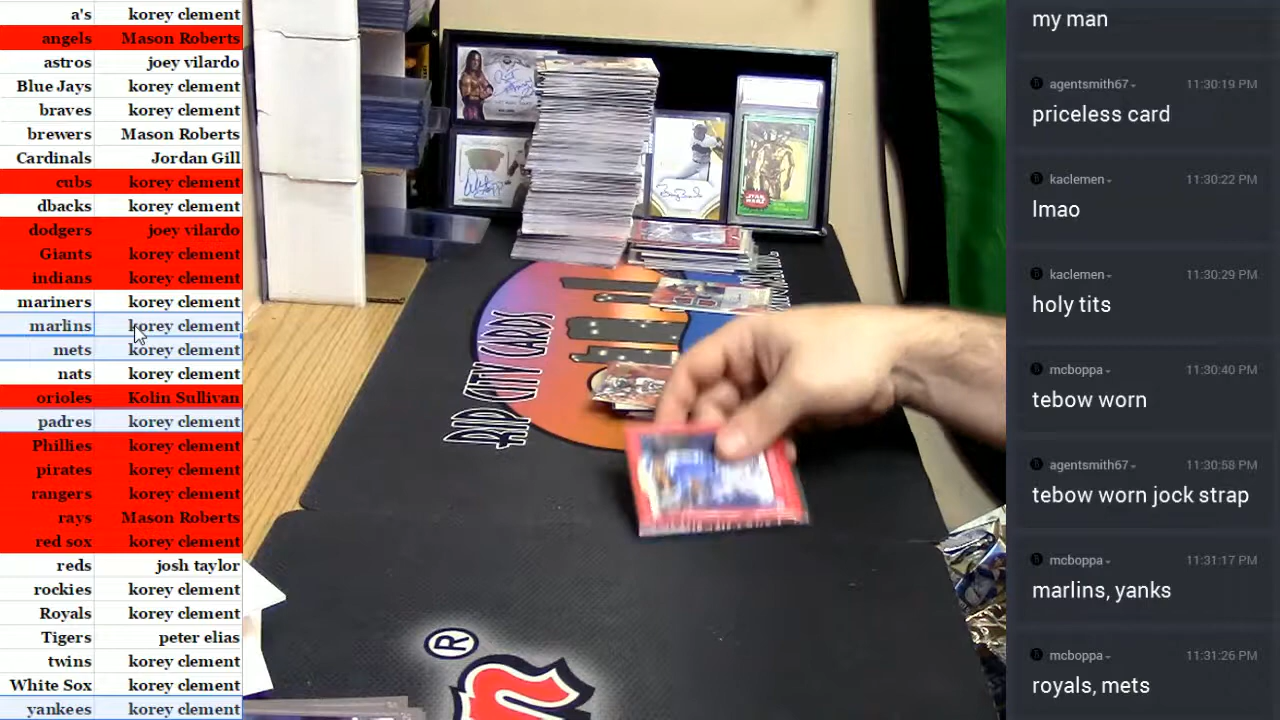 a's korey clement
angels Mason Roberts
astros joey vilardo
Blue Jays korey clement
braves korey clement
brewers Mason Roberts
Cardinals Jordan Gill
cubs korey clement
dbacks korey clement
dodgers joey vilardo
Giants korey clement
indians korey clement
mariners korey clement
marlins korey clement
mets korey clement
nats korey clement
orioles Kolin Sullivan
padres korey clement
Phillies korey clement
pirates korey clement
rangers korey clement
rays Mason Roberts
red sox korey clement
reds josh taylor
rockies korey clement
Royals korey clement
Tigers peter elias
twins korey clement
White Sox korey clement
yankees korey clement
RIP CITY CARDS
STAR WARS
®
my man
agentsmith67 11:30:19 PM
priceless card
kaclemen 11:30:22 PM
lmao
kaclemen 11:30:29 PM
holy tits
mcboppa 11:30:40 PM
tebow worn
agentsmith67 11:30:58 PM
tebow worn jock strap
mcboppa 11:31:17 PM
marlins, yanks
mcboppa 11:31:26 PM
royals, mets